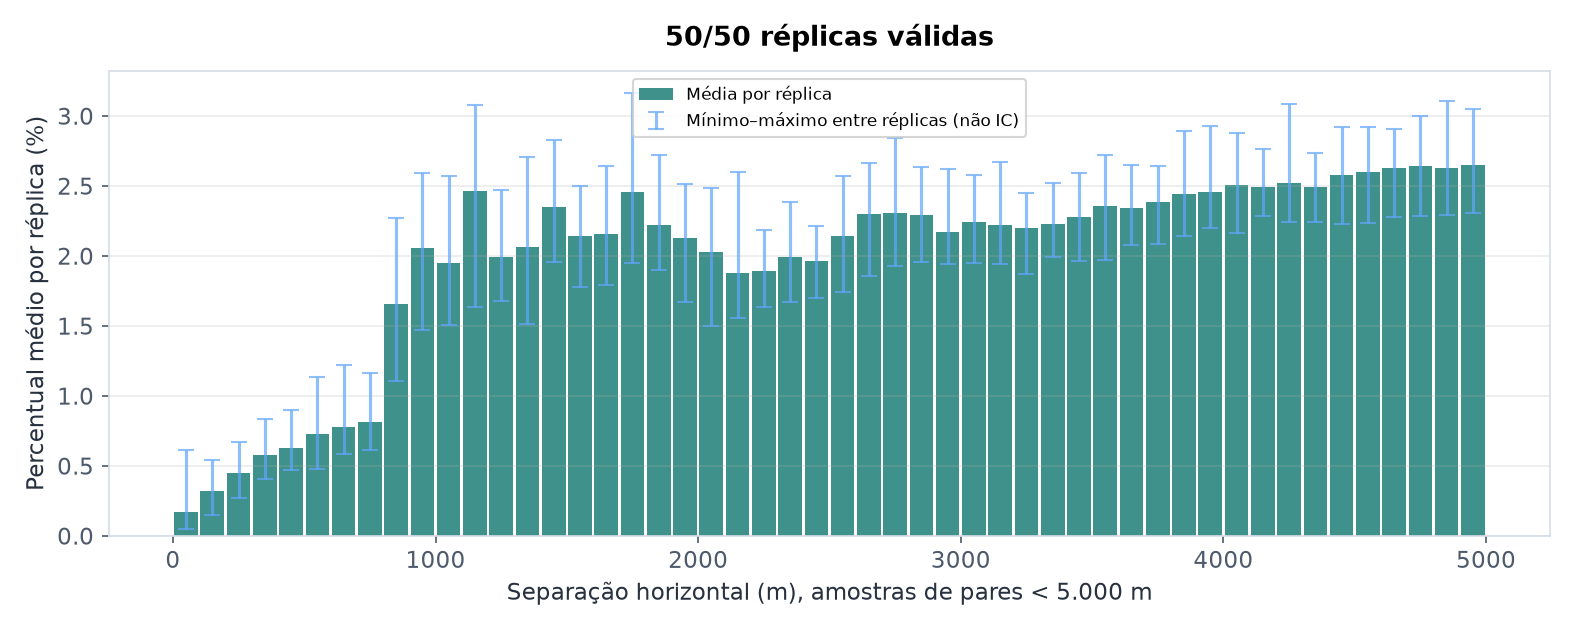 50/50 réplicas válidas
Média por réplica
Mínimo–máximo entre réplicas (não IC)
Percentual médio por réplica (%)
3.0
2.5
2.0
1.5
1.0
0.5
0.0
0 1000 2000 3000 4000 5000
Separação horizontal (m), amostras de pares < 5.000 m